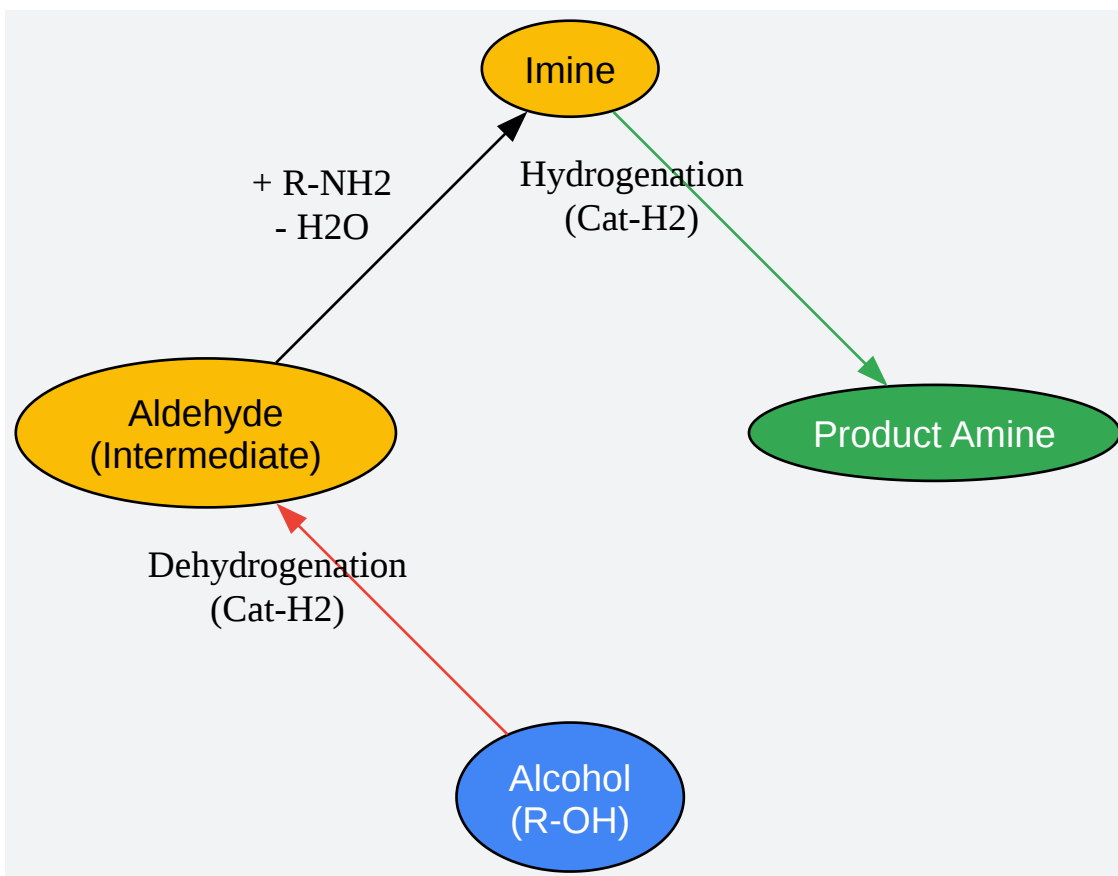 Imine
+ R-NH2
- H2O
Hydrogenation
(Cat-H2)
Aldehyde
(Intermediate)
Product Amine
Dehydrogenation
(Cat-H2)
Alcohol
(R-OH)